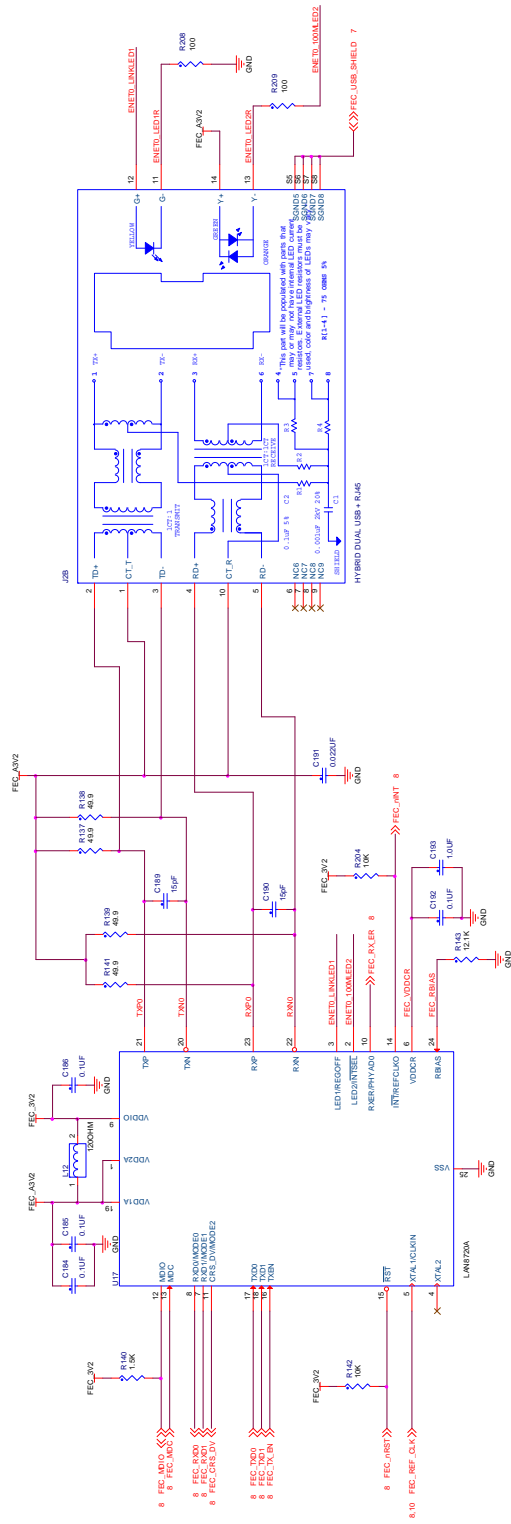 FEC_3V2
R140
1.5K
8 FEC_MDIO
8 FEC_MDC
8 FEC_RXD0
8 FEC_RXD1
8 FEC_CRS_DV
8 FEC_TXD0
8 FEC_TXD1
8 FEC_TX_EN
FEC_3V2
R142
10K
8 FEC_nRST
8,10 FEC_REF_CLK
C184
0.1UF
C185
0.1UF
GND
FEC_A3V2
L12
120OHM
1
2
FEC_3V2
C186
0.1UF
GND
U17
19
VDD1A
1
VDD2A
9
VDDIO
12
MDIO
13
MDC
8
RXD0/MODE0
7
RXD1/MODE1
11
CRS_DV/MODE2
17
TXD0
18
TXD1
16
TXEN
15
RST
5
XTAL1/CLKIN
4
XTAL2
TXP
21
TXN
20
RXP
23
RXN
22
LED1/REGOFF
3
LED2/INTSEL
2
RXER/PHYAD0
10
INT/REFCLKO
14
VDDCR
6
RBIAS
24
VSS
25
GND
LAN8720A
TXP0
TXN0
RXP0
RXN0
ENET0_LINKLED1
ENET0_100MLED2
FEC_RX_ER 8
FEC_VDDCR
FEC_RBIAS
R141
49.9
R139
49.9
R137
49.9
R138
49.9
C189
15pF
C190
15pF
FEC_3V2
R204
10K
FEC_nINT 8
C192
0.1UF
C193
1.0UF
GND
R143
12.1K
GND
FEC_A3V2
C191
0.022UF
GND
J2B
2
TD+
1
CT_T
3
TD-
4
RD+
10
CT_R
5
RD-
6
NC6
7
NC7
8
NC8
9
NC9
1CT:1
TRANSMIT
1CT:1CT
RECEIVE
0.1uF 5% C2
R1
R2
R3
R4
0.001uF 2kV 20% C1
SHIELD
TX+
1
TX-
2
RX+
3
RX-
6
4
5
7
8
*This part will be populated with parts that
may or may not have internal LED current
resistors. External LED resistors must be
used, color and brightness of LEDs may v
R[1-4] - 75 OHMS 5%
YELLOW
GREEN
ORANGE
G+
12
G-
11
Y+
14
Y-
13
SGND5
S5
SGND6
S6
SGND7
S7
SGND8
S8
HYBRID DUAL USB + RJ45
ENET0_LINKLED1
ENET0_LED1R
R208
100
GND
FEC_A3V2
ENET0_LED2R
R209
100
ENET0_100MLED2
FEC_USB_SHIELD 7